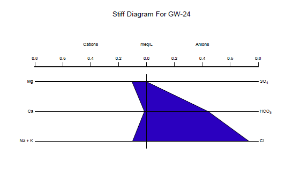 Stiff Diagram For GW-24
Cations meq/L Anions
0.8 0.6 0.4 0.2 0.0 0.2 0.4 0.6 0.8
Mg SO4
Ca HCO3
Na + K Cl